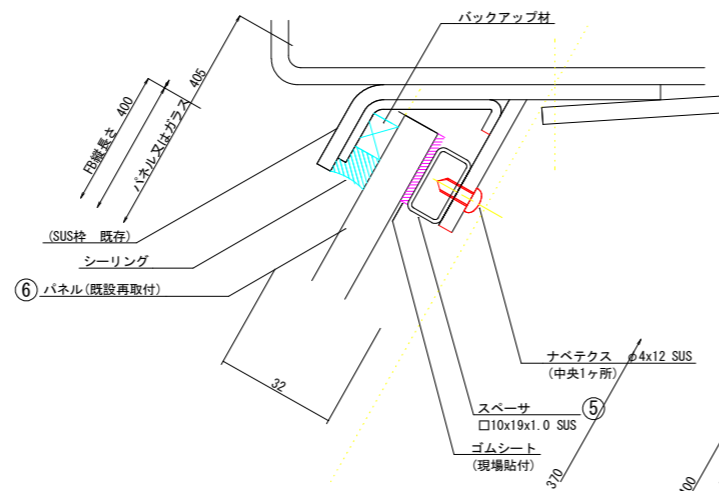 バックアップ材
FB縦長さ 400
パネル又はガラス 405
(SUS枠 既存)
シーリング
⑥ パネル(既設再取付)
32
ナベテクス φ4x12 SUS
(中央1ヶ所)
スペーサ ⑤
□10x19x1.0 SUS
ゴムシート
(現場貼付)
370
400